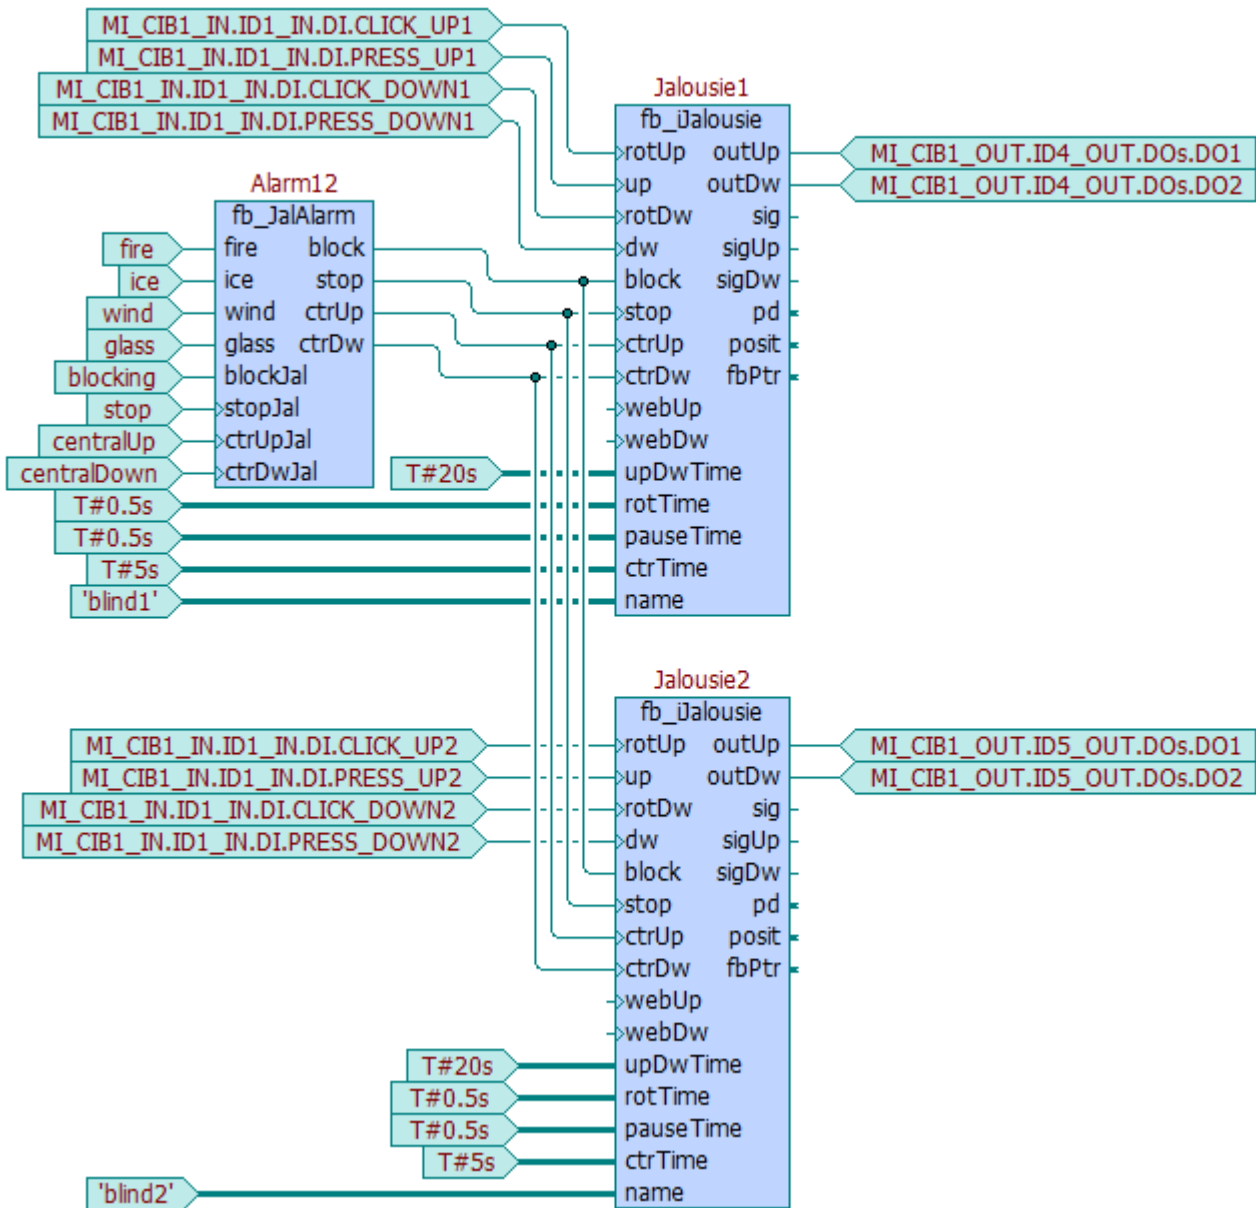 MI_CIB1_IN.ID1_IN.DI.CLICK_UP1
MI_CIB1_IN.ID1_IN.DI.PRESS_UP1
MI_CIB1_IN.ID1_IN.DI.CLICK_DOWN1
MI_CIB1_IN.ID1_IN.DI.PRESS_DOWN1
Jalousie1
fb_iJalousie
rotUp outUp MI_CIB1_OUT.ID4_OUT.DOs.DO1
up outDw MI_CIB1_OUT.ID4_OUT.DOs.DO2
rotDw sig
dw sigUp
block sigDw
stop pd
ctrUp posit
ctrDw fbPtr
webUp
webDw
T#20s upDwTime
T#0.5s rotTime
T#0.5s pauseTime
T#5s ctrTime
'blind1' name
Alarm12
fb_JalAlarm
fire fire block
ice ice stop
wind wind ctrUp
glass glass ctrDw
blocking blockJal
stop stopJal
centralUp ctrUpJal
centralDown ctrDwJal
Jalousie2
fb_iJalousie
MI_CIB1_IN.ID1_IN.DI.CLICK_UP2 rotUp outUp MI_CIB1_OUT.ID5_OUT.DOs.DO1
MI_CIB1_IN.ID1_IN.DI.PRESS_UP2 up outDw MI_CIB1_OUT.ID5_OUT.DOs.DO2
MI_CIB1_IN.ID1_IN.DI.CLICK_DOWN2 rotDw sig
MI_CIB1_IN.ID1_IN.DI.PRESS_DOWN2 dw sigUp
block sigDw
stop pd
ctrUp posit
ctrDw fbPtr
webUp
webDw
T#20s upDwTime
T#0.5s rotTime
T#0.5s pauseTime
T#5s ctrTime
'blind2' name